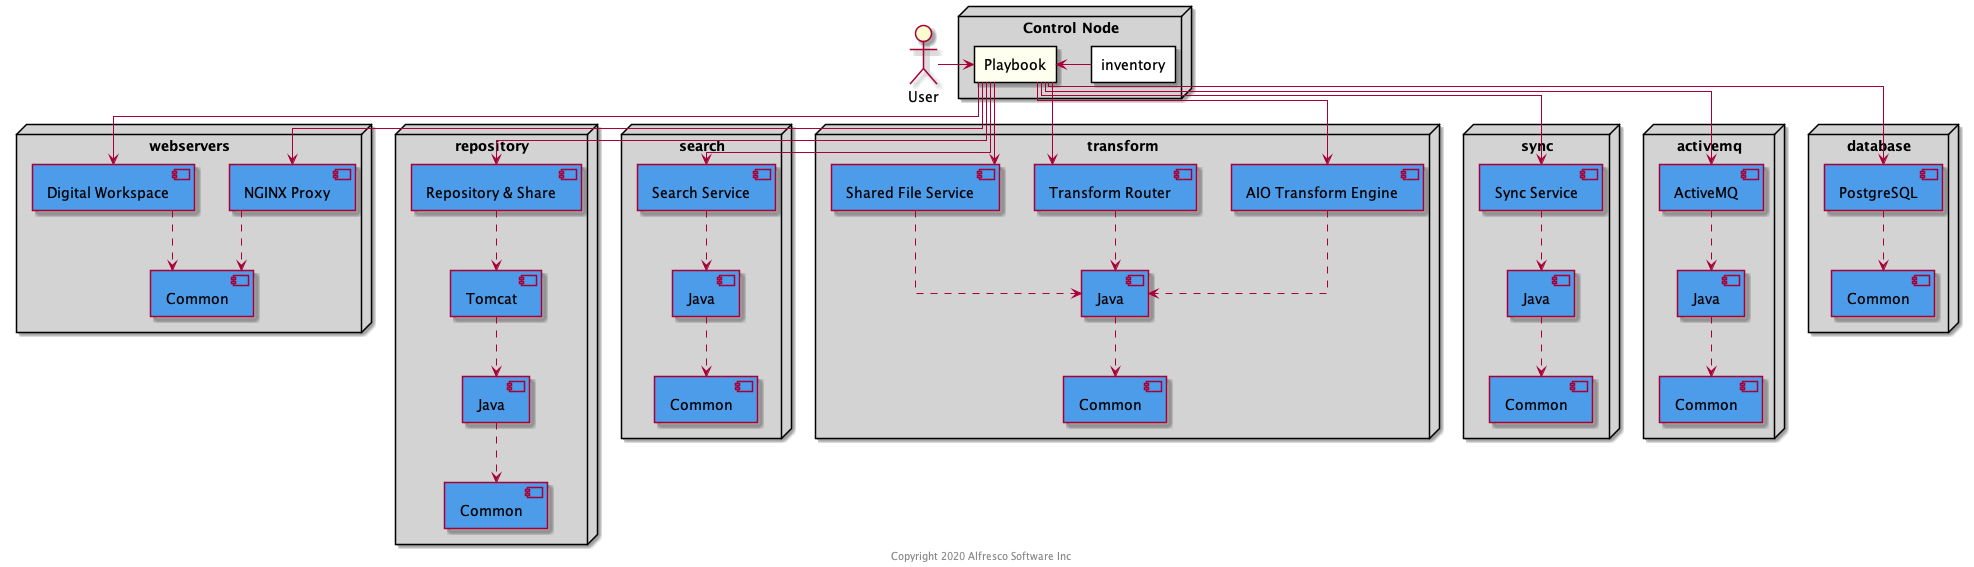 Control Node
Playbook
inventory
User
webservers
Digital Workspace
NGINX Proxy
Common
repository
Repository & Share
Tomcat
Java
Common
search
Search Service
Java
Common
transform
Shared File Service
Transform Router
AIO Transform Engine
Java
Common
sync
Sync Service
Java
Common
activemq
ActiveMQ
Java
Common
database
PostgreSQL
Common
Copyright 2020 Alfresco Software Inc